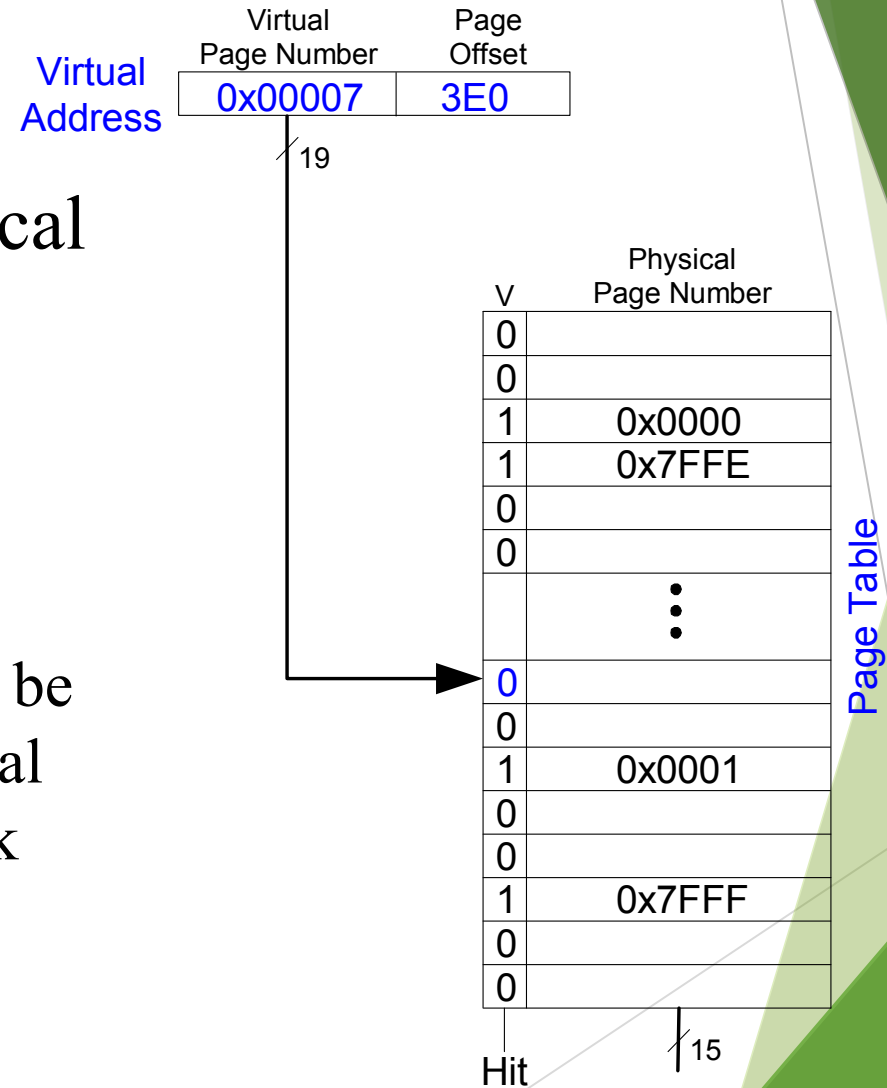 Virtual
Page Number
Page
Offset
Virtual
Address
0x00007 3E0
19
cal
Physical
Page Number
V
0
0
1 0x0000
1 0x7FFE
0
0
0
0
1 0x0001
0
0
1 0x7FFF
0
0
Page Table
be
al
k
15
Hit